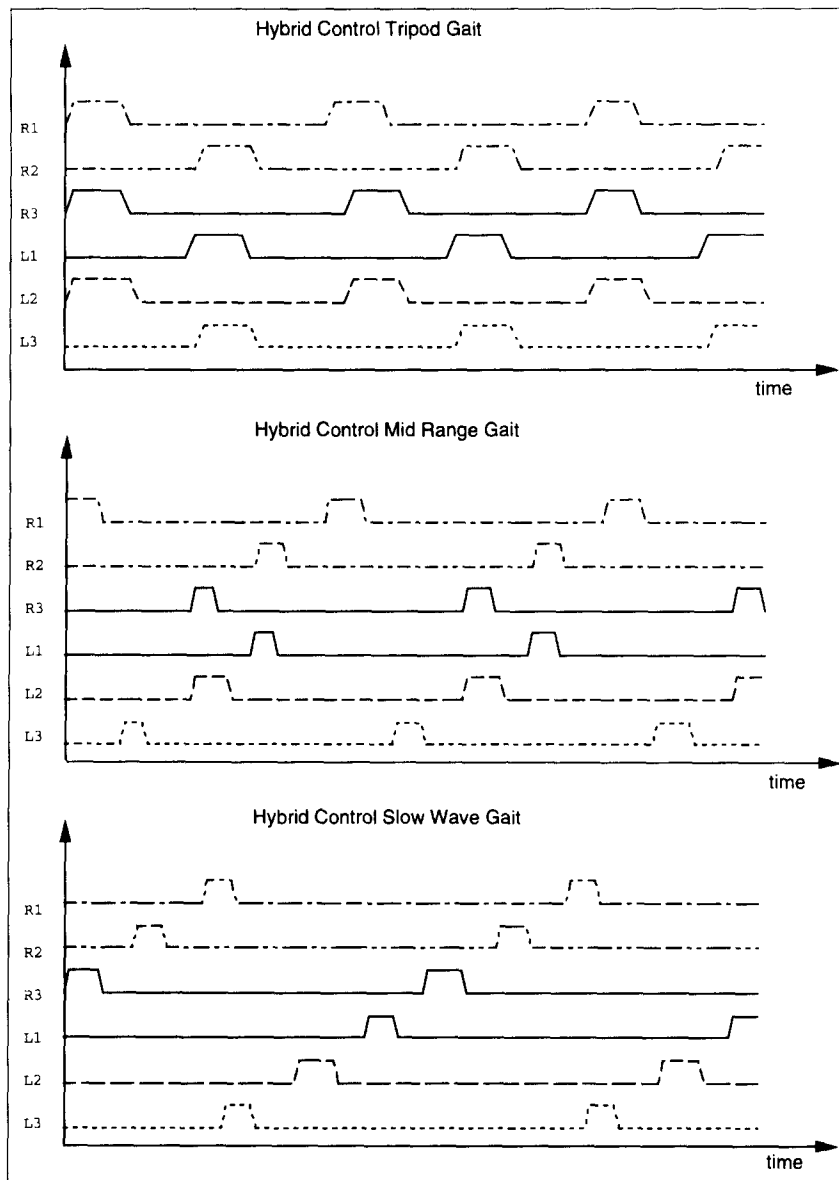 Hybrid Control Tripod Gait
R1
R2
R3
L1
L2
L3
time
Hybrid Control Mid Range Gait
R1
R2
R3
L1
L2
L3
time
Hybrid Control Slow Wave Gait
R1
R2
R3
L1
L2
L3
time